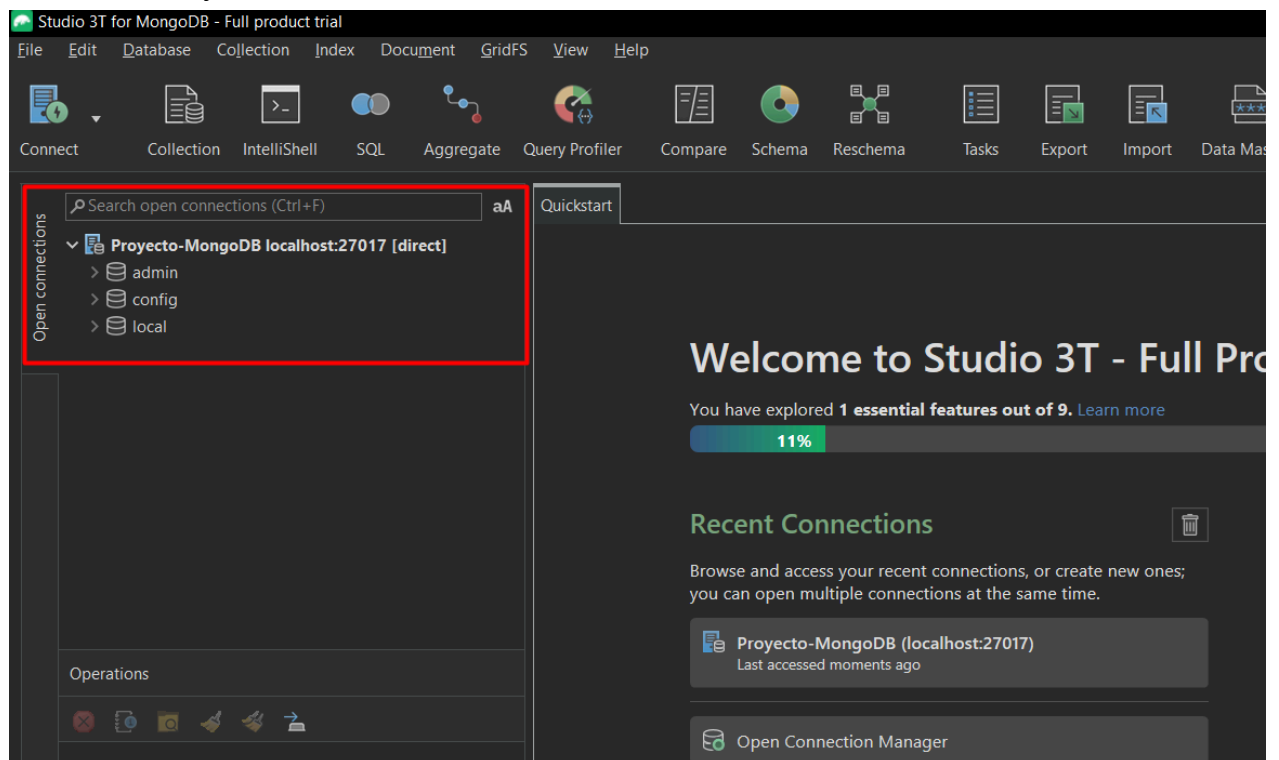 Studio 3T for MongoDB - Full product trial
File Edit Database Collection Index Document GridFS View Help
Connect Collection IntelliShell SQL Aggregate Query Profiler Compare Schema Reschema Tasks Export Import Data Mas
Open connections
Search open connections (Ctrl+F) aA
Quickstart
Proyecto-MongoDB localhost:27017 [direct]
admin
config
local
Welcome to Studio 3T - Full Pro
You have explored 1 essential features out of 9. Learn more
11%
Recent Connections
Browse and access your recent connections, or create new ones;
you can open multiple connections at the same time.
Proyecto-MongoDB (localhost:27017)
Last accessed moments ago
Operations
Open Connection Manager